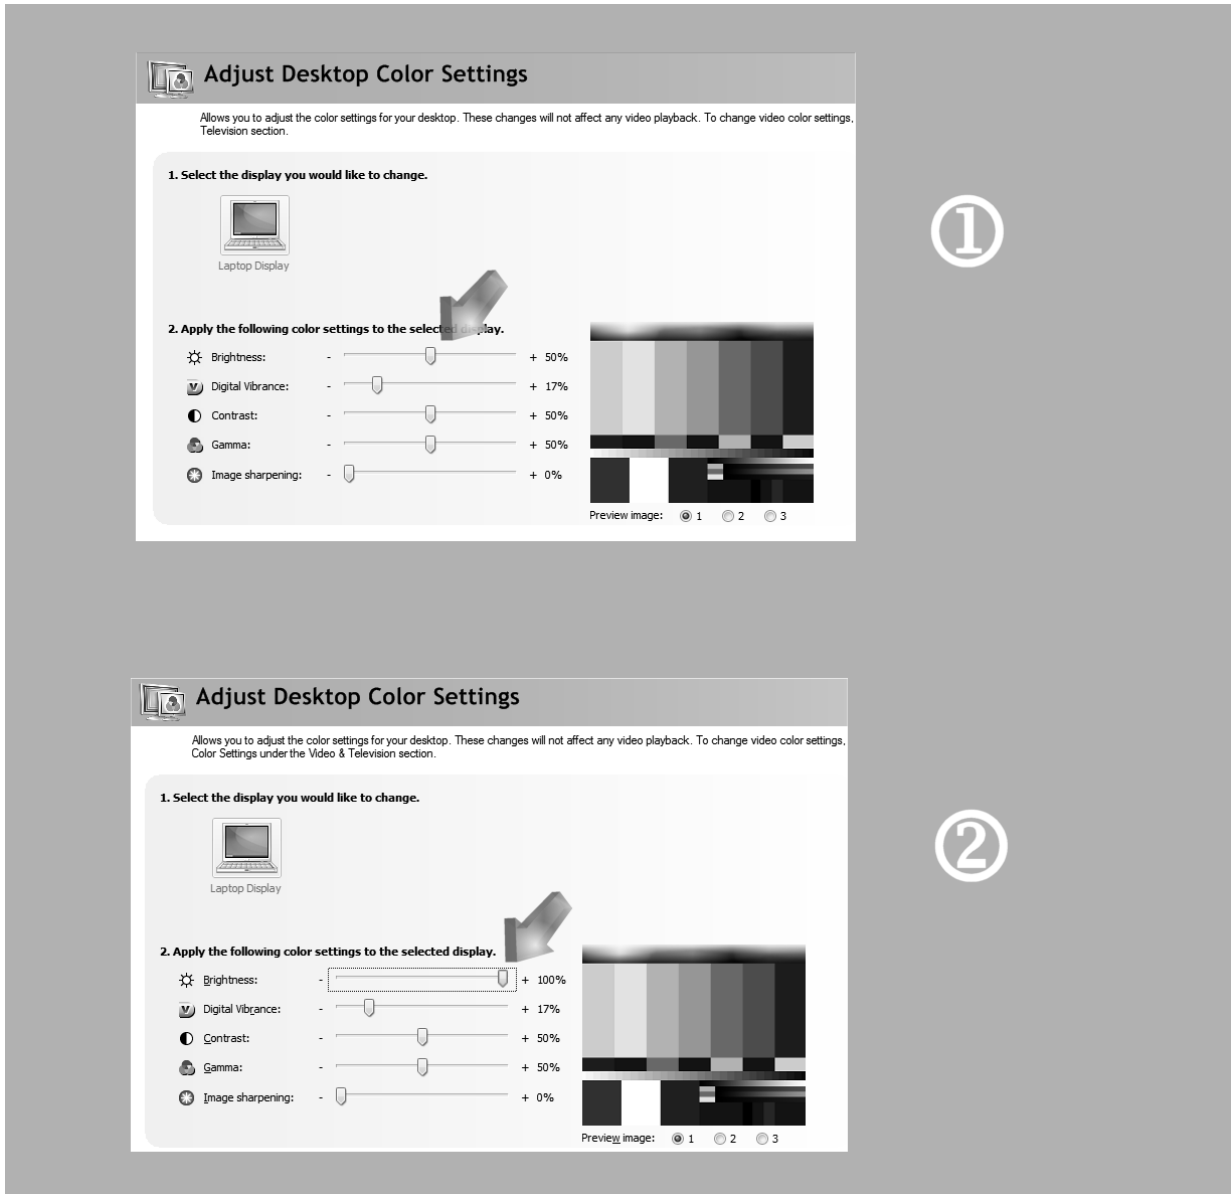 Adjust Desktop Color Settings
Allows you to adjust the color settings for your desktop. These changes will not affect any video playback. To change video color settings,
Television section.
1. Select the display you would like to change.
①
Laptop Display
2. Apply the following color settings to the selected display.
Brightness: - + 50%
Digital Vibrance: - + 17%
Contrast: - + 50%
Gamma: - + 50%
Image sharpening: - + 0%
Preview image: 1 2 3
Adjust Desktop Color Settings
Allows you to adjust the color settings for your desktop. These changes will not affect any video playback. To change video color settings,
Color Settings under the Video & Television section.
1. Select the display you would like to change.
②
Laptop Display
2. Apply the following color settings to the selected display.
Brightness: - + 100%
Digital Vibrance: - + 17%
Contrast: - + 50%
Gamma: - + 50%
Image sharpening: - + 0%
Preview image: 1 2 3